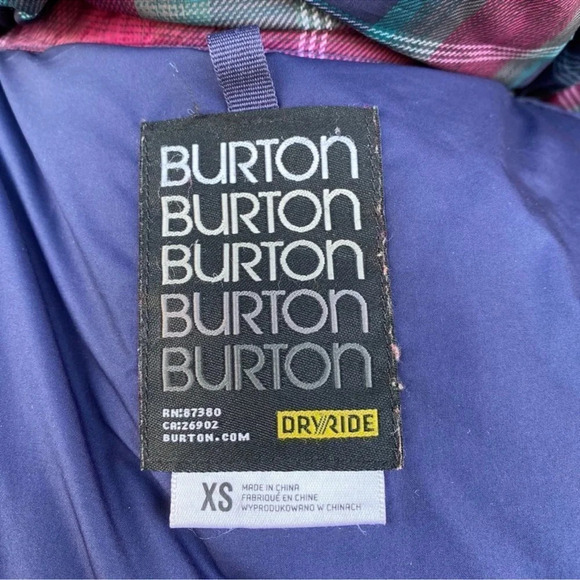 BURTON
BURTON
BURTON
BURTON
BURTON
RN:87380
CA:26902
BURTON.COM
DRYRIDE
XS
MADE IN CHINA
FABRIQUÉ EN CHINE
WYPRODUKOWANO W CHINACH